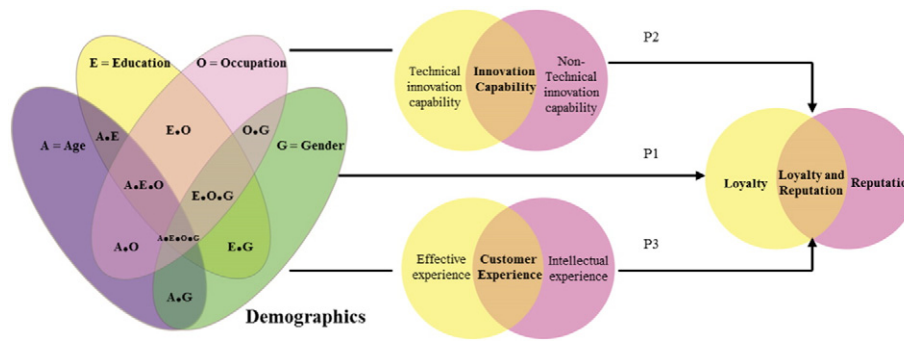 E = Education
O = Occupation
A = Age
G = Gender
A•E
E•O
O•G
A•E•O
E•O•G
A•E•O•G
A•O
E•G
A•G
Demographics
Technical
innovation
capability
Innovation
Capability
Non-
Technical
innovation
capability
P2
P1
P3
Effective
experience
Customer
Experience
Intellectual
experience
Loyalty
Loyalty and
Reputation
Reputatio